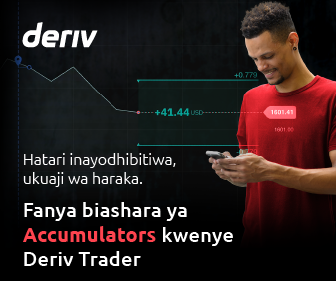 deriv
+0.779
+41.44 USD
1601.41
1601.00
Hatari inayodhibitiwa,
ukuaji wa haraka.
Fanya biashara ya
Accumulators kwenye
Deriv Trader